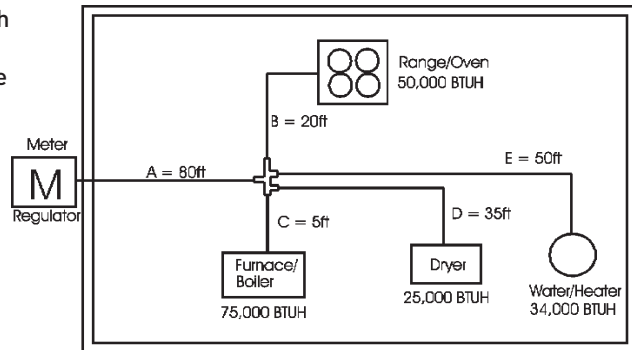 Range/Oven
50,000 BTUH
B = 20ft
Meter
M
Regulator
A = 80ft
E = 50ft
C = 5ft
D = 35ft
Furnace/
Boiler
75,000 BTUH
Dryer
25,000 BTUH
Water/Heater
34,000 BTUH